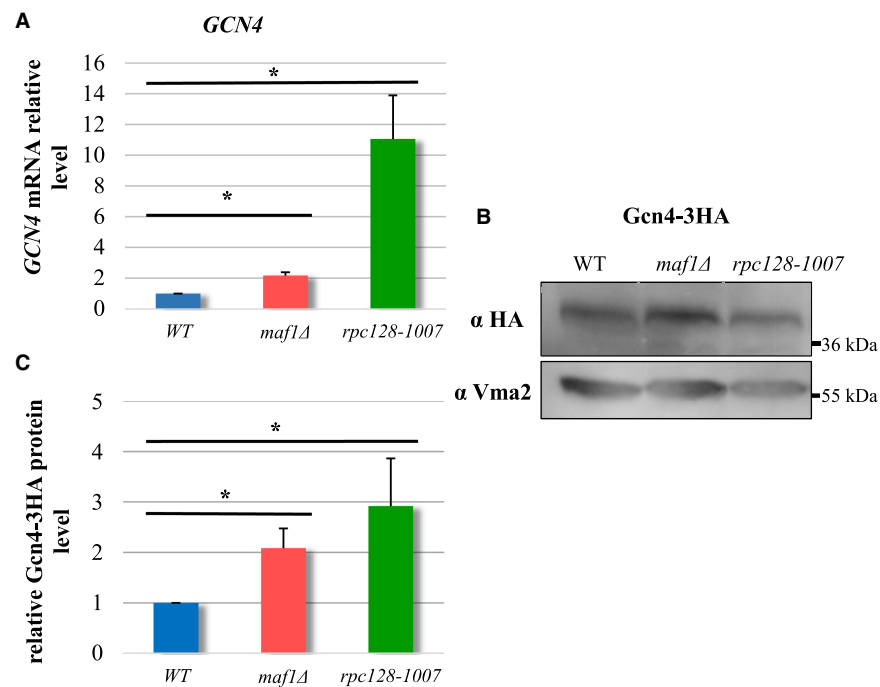 A
GCN4
GCN4 mRNA relative level
16
14
12
10
8
6
4
2
0
*
*
WT
maf1Δ
rpc128-1007
B
Gcn4-3HA
WT
maf1Δ
rpc128-1007
α HA
36 kDa
α Vma2
55 kDa
C
relative Gcn4-3HA protein level
5
4
3
2
1
0
*
*
WT
maf1Δ
rpc128-1007